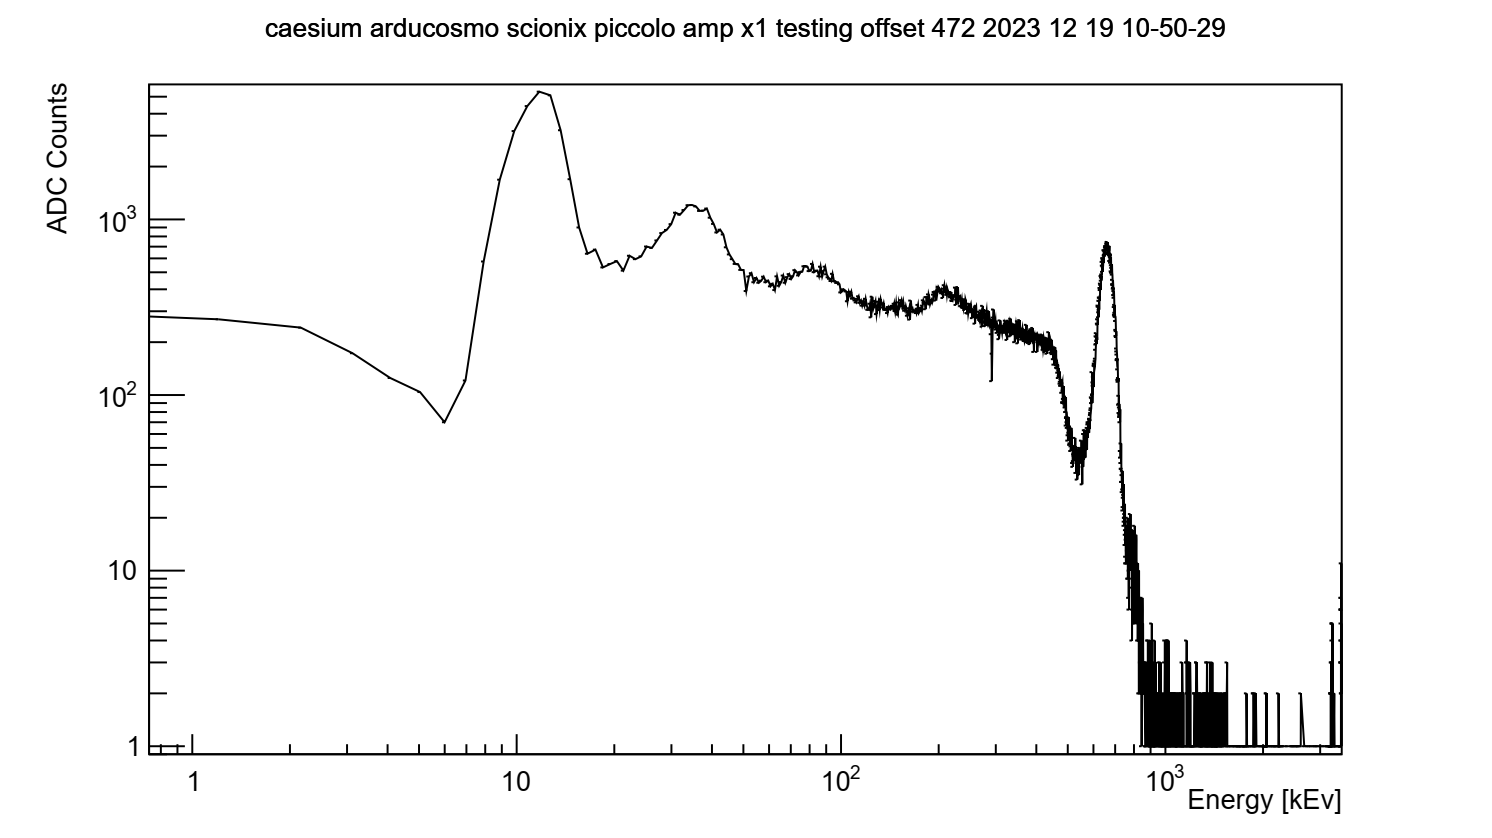 caesium arducosmo scionix piccolo amp x1 testing offset 472 2023 12 19 10-50-29
ADC Counts
10³
10²
10
1
1 10 10² 10³
Energy [kEv]